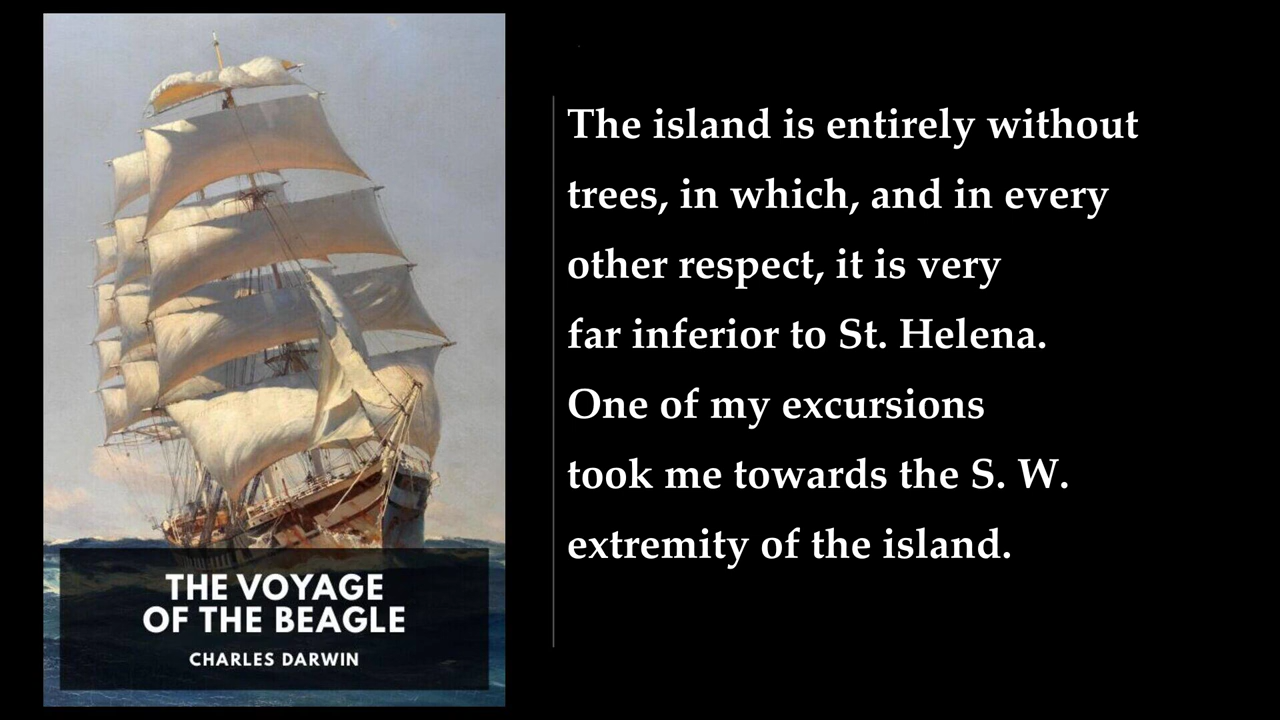 The island is entirely without
trees, in which, and in every
other respect, it is very
far inferior to St. Helena.
One of my excursions
took me towards the S. W.
extremity of the island.
THE VOYAGE
OF THE BEAGLE
CHARLES DARWIN